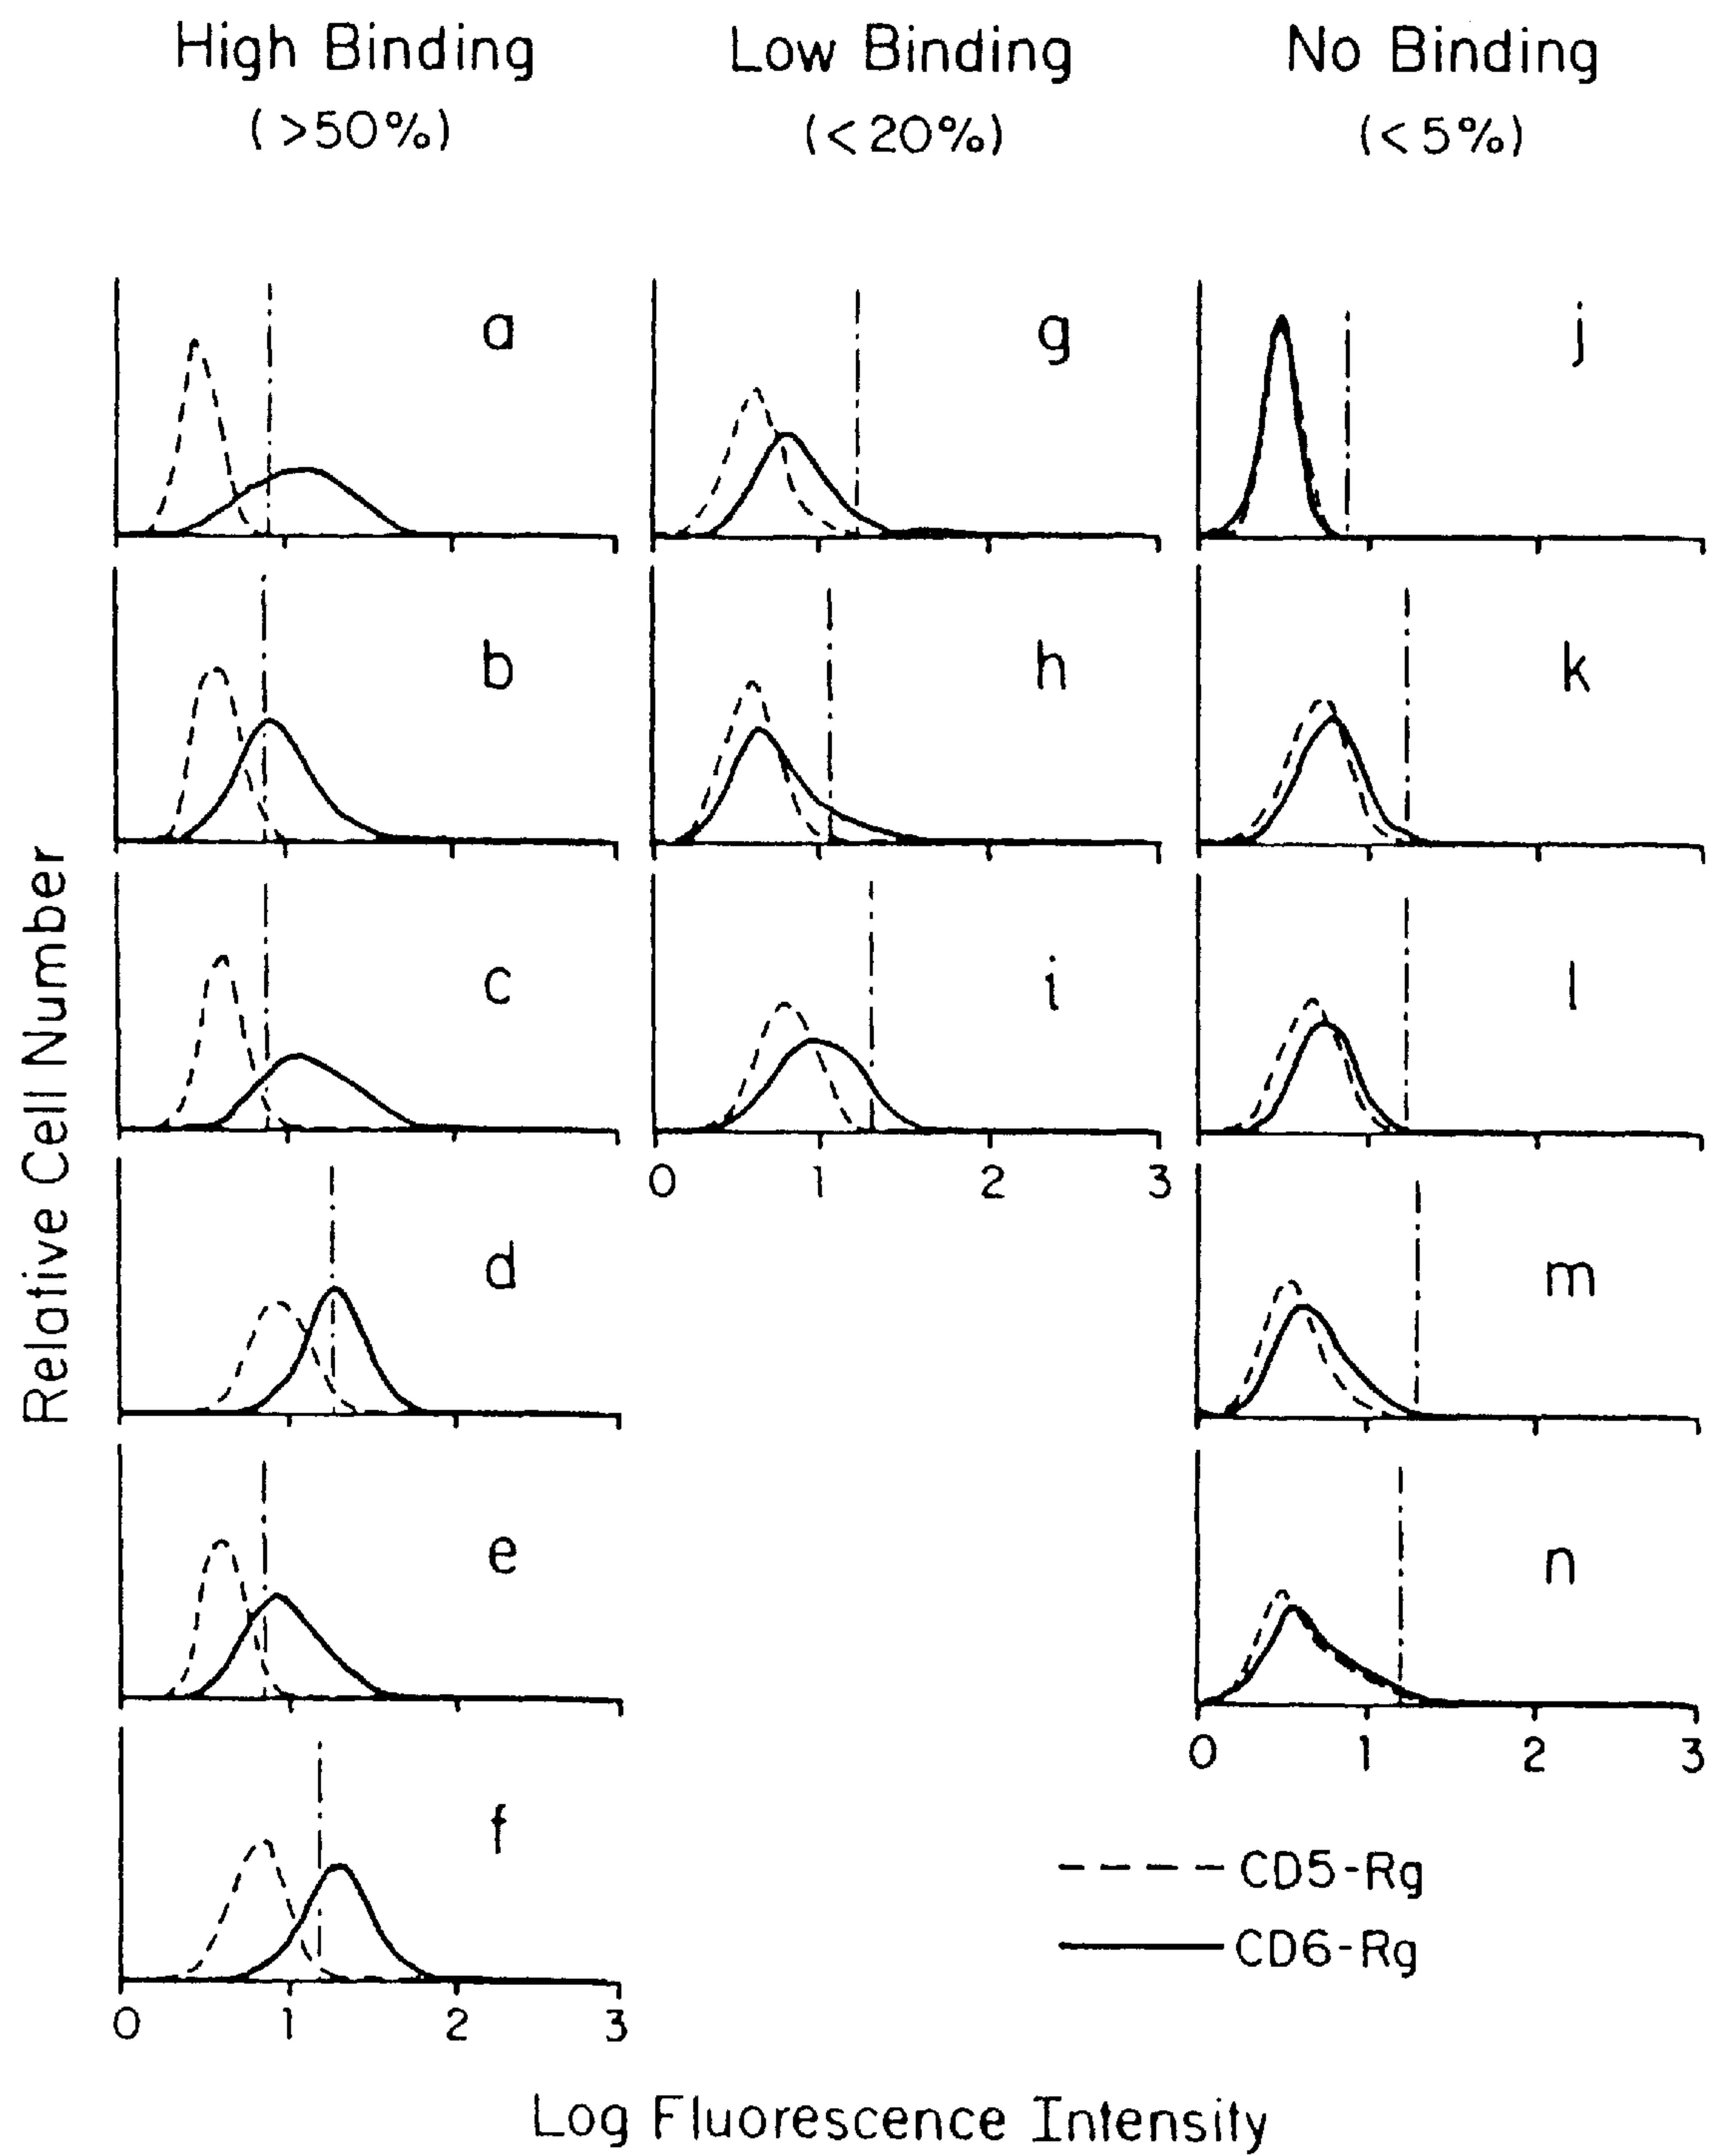 High Binding
(>50%)
Low Binding
(<20%)
No Binding
(<5%)
a
g
j
b
h
k
c
i
l
0 1 2 3
d
m
e
n
0 1 2 3
f
0 1 2 3
CD5-Rg
CD6-Rg
Relative Cell Number
Log Fluorescence Intensity